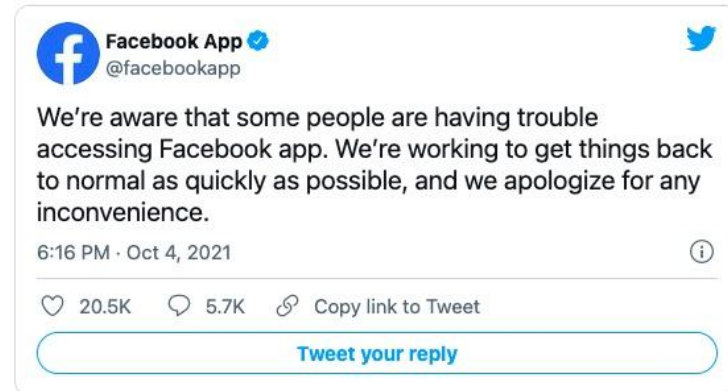 Facebook App
@facebookapp
We’re aware that some people are having trouble
accessing Facebook app. We’re working to get things back
to normal as quickly as possible, and we apologize for any
inconvenience.
6:16 PM · Oct 4, 2021
20.5K 5.7K Copy link to Tweet
Tweet your reply